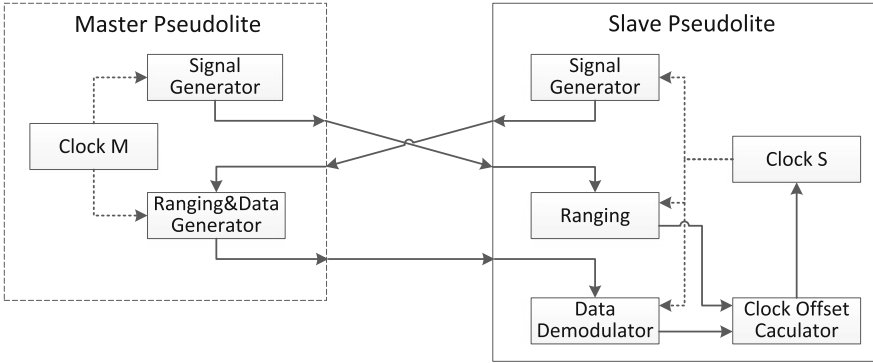 Master Pseudolite
Signal
Generator
Clock M
Ranging&Data
Generator
Slave Pseudolite
Signal
Generator
Clock S
Ranging
Data
Demodulator
Clock Offset
Caculator